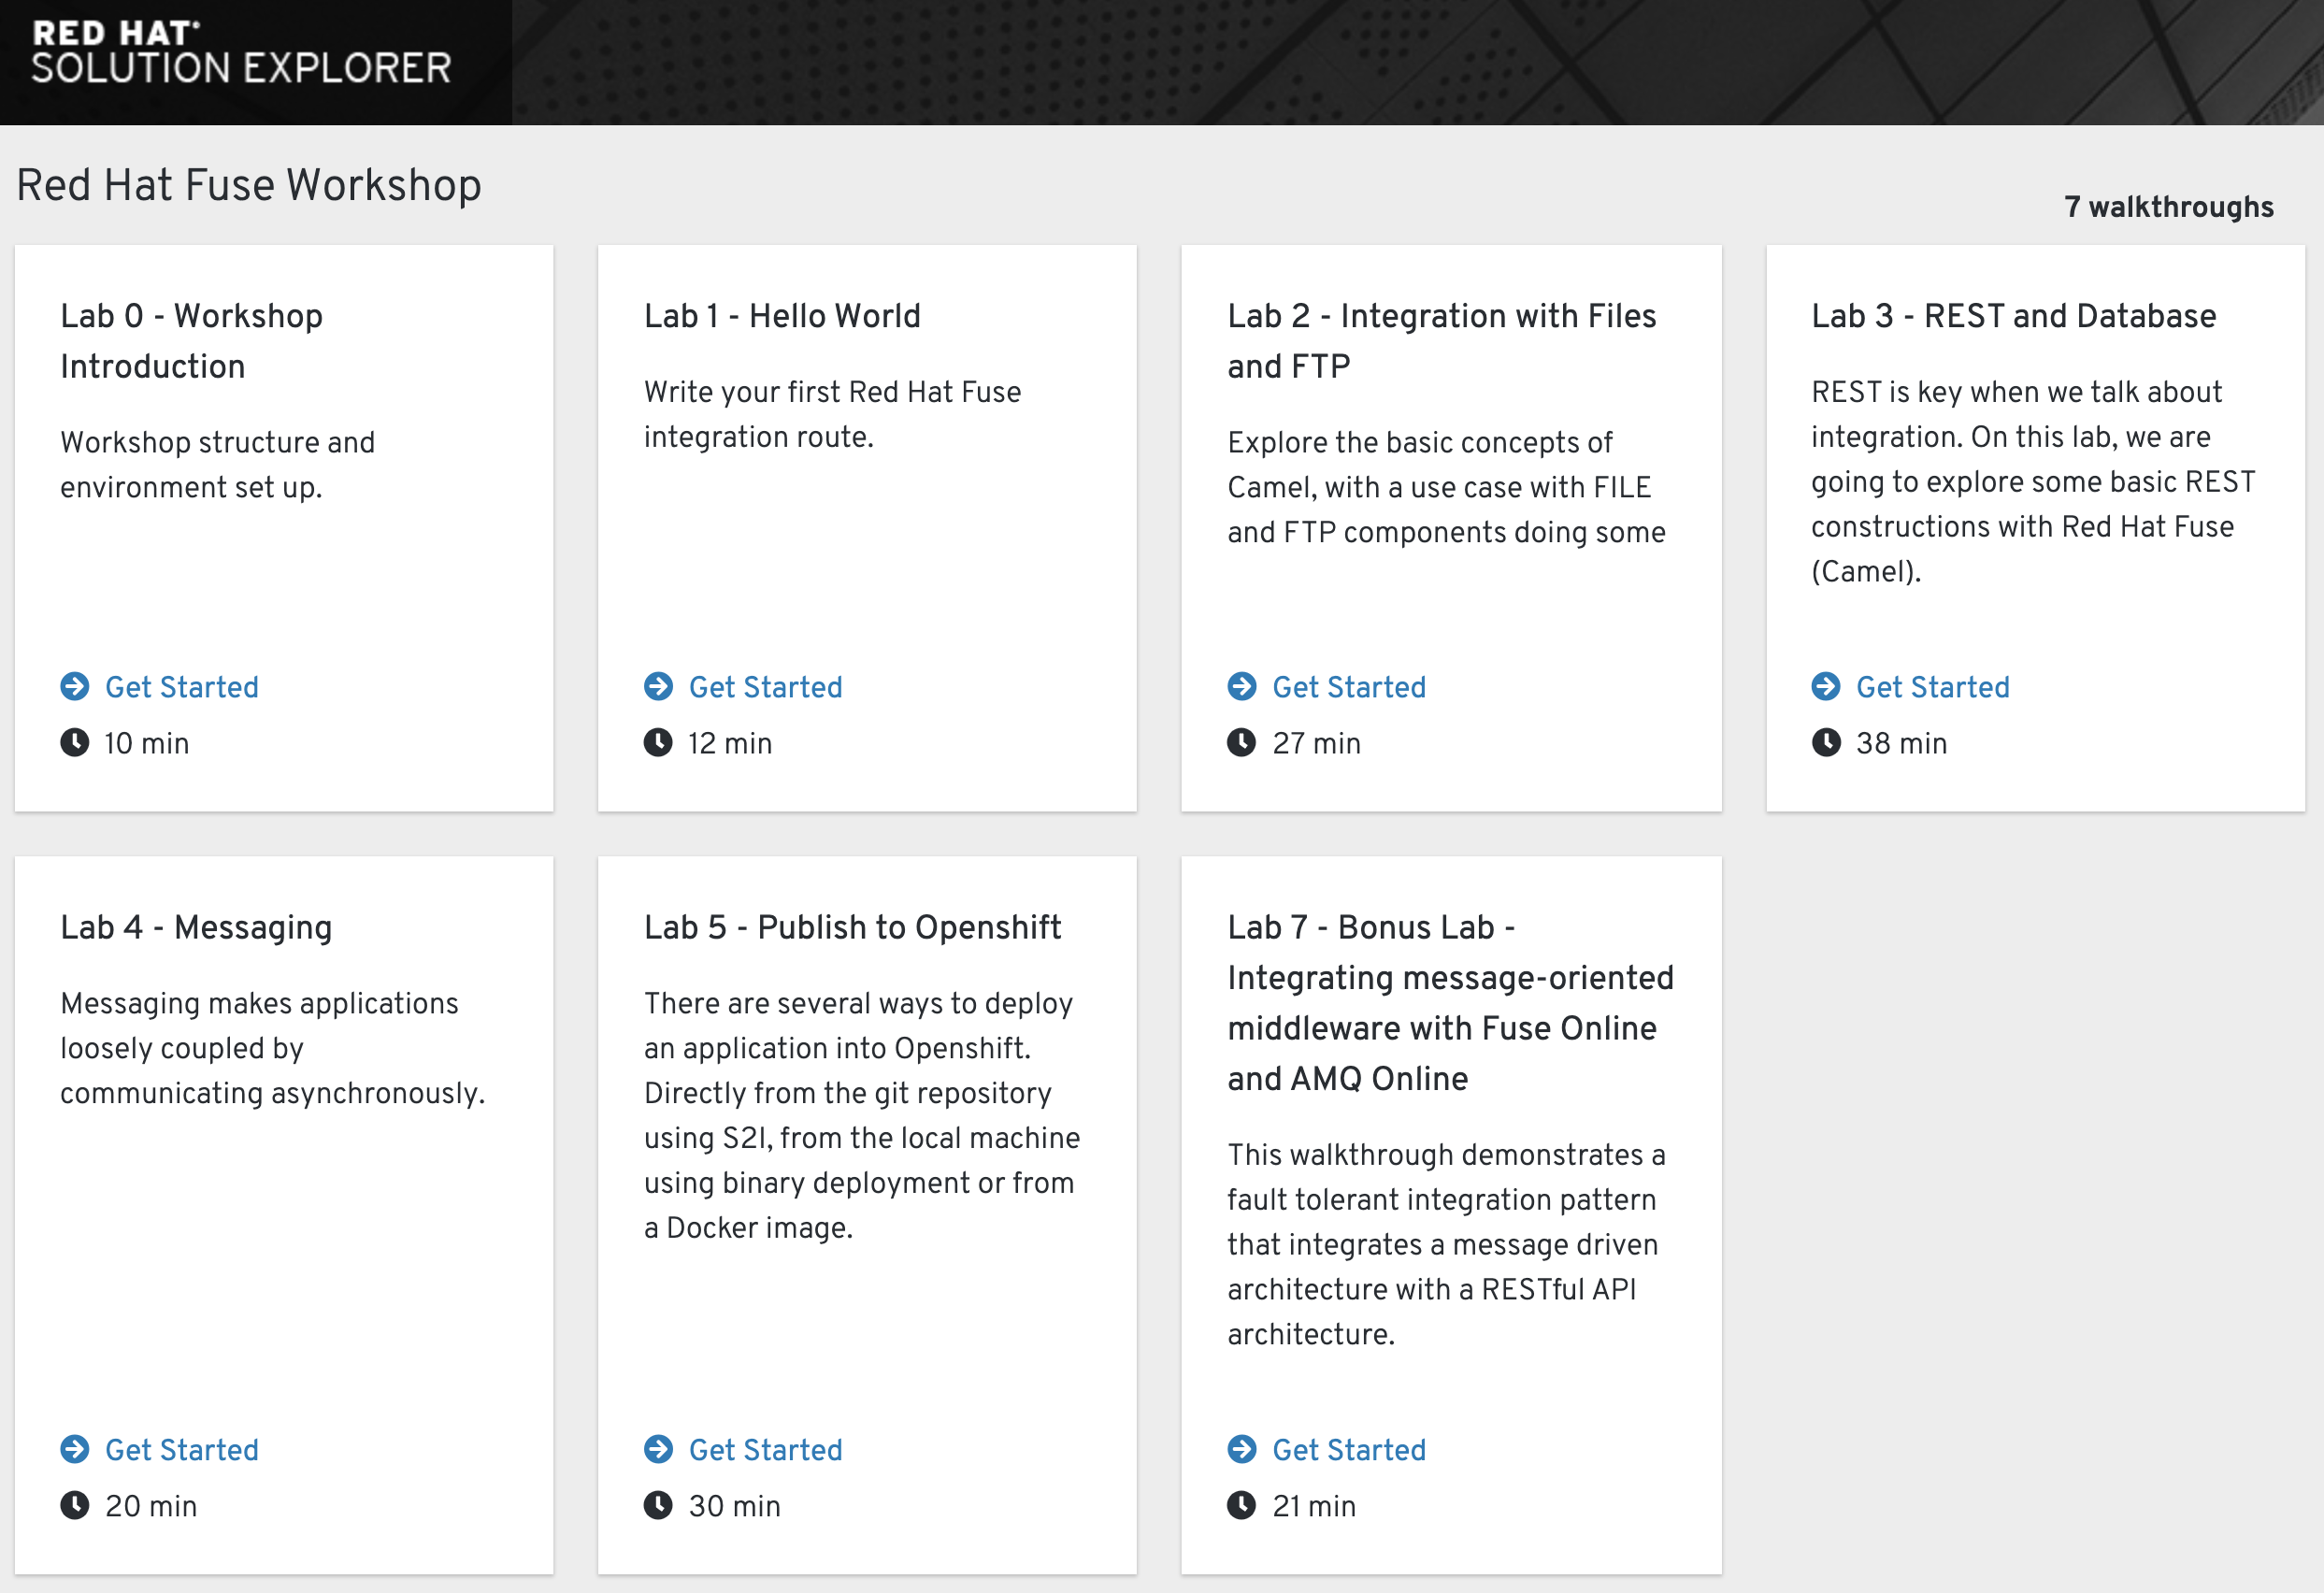 RED HAT®
SOLUTION EXPLORER
Red Hat Fuse Workshop
7 walkthroughs
Lab 0 - Workshop
Introduction
Workshop structure and
environment set up.
Get Started
10 min
Lab 1 - Hello World
Write your first Red Hat Fuse
integration route.
Get Started
12 min
Lab 2 - Integration with Files
and FTP
Explore the basic concepts of
Camel, with a use case with FILE
and FTP components doing some
Get Started
27 min
Lab 3 - REST and Database
REST is key when we talk about
integration. On this lab, we are
going to explore some basic REST
constructions with Red Hat Fuse
(Camel).
Get Started
38 min
Lab 4 - Messaging
Messaging makes applications
loosely coupled by
communicating asynchronously.
Get Started
20 min
Lab 5 - Publish to Openshift
There are several ways to deploy
an application into Openshift.
Directly from the git repository
using S2I, from the local machine
using binary deployment or from
a Docker image.
Get Started
30 min
Lab 7 - Bonus Lab -
Integrating message-oriented
middleware with Fuse Online
and AMQ Online
This walkthrough demonstrates a
fault tolerant integration pattern
that integrates a message driven
architecture with a RESTful API
architecture.
Get Started
21 min